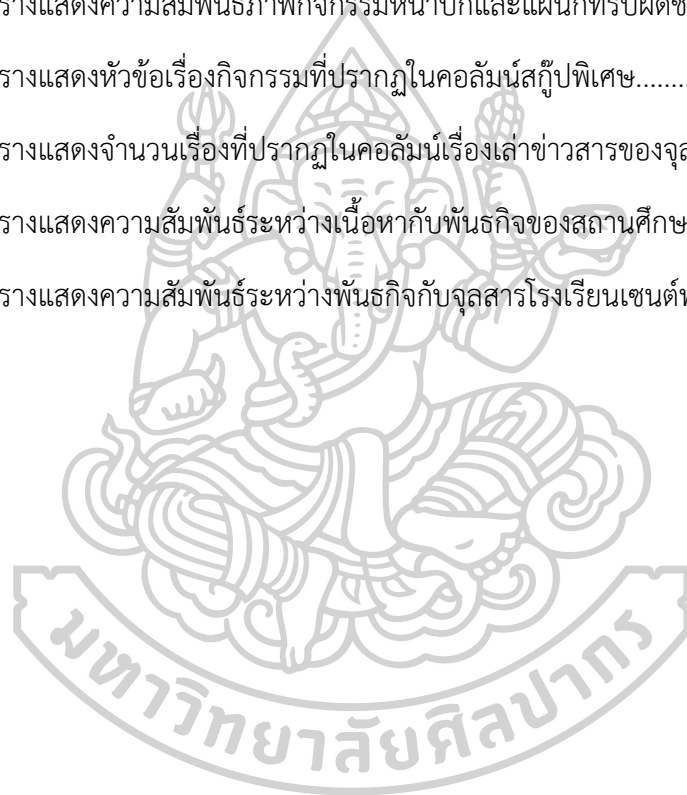 รางแสดงความสัมพันธ์ภาพกิจกรรมหน้าปกและแผนกที่รับผิดช
รางแสดงหัวข้อเรื่องกิจกรรมที่ปรากฏในคอลัมน์สกู๊ปพิเศษ........
รางแสดงจำนวนเรื่องที่ปรากฏในคอลัมน์เรื่องเล่าข่าวสารของจุล
รางแสดงความสัมพันธ์ระหว่างเนื้อหากับพันธกิจของสถานศึกษ
รางแสดงความสัมพันธ์ระหว่างพันธกิจกับจุลสารโรงเรียนเซนต์
มหาวิทยาลัยศิลปากร